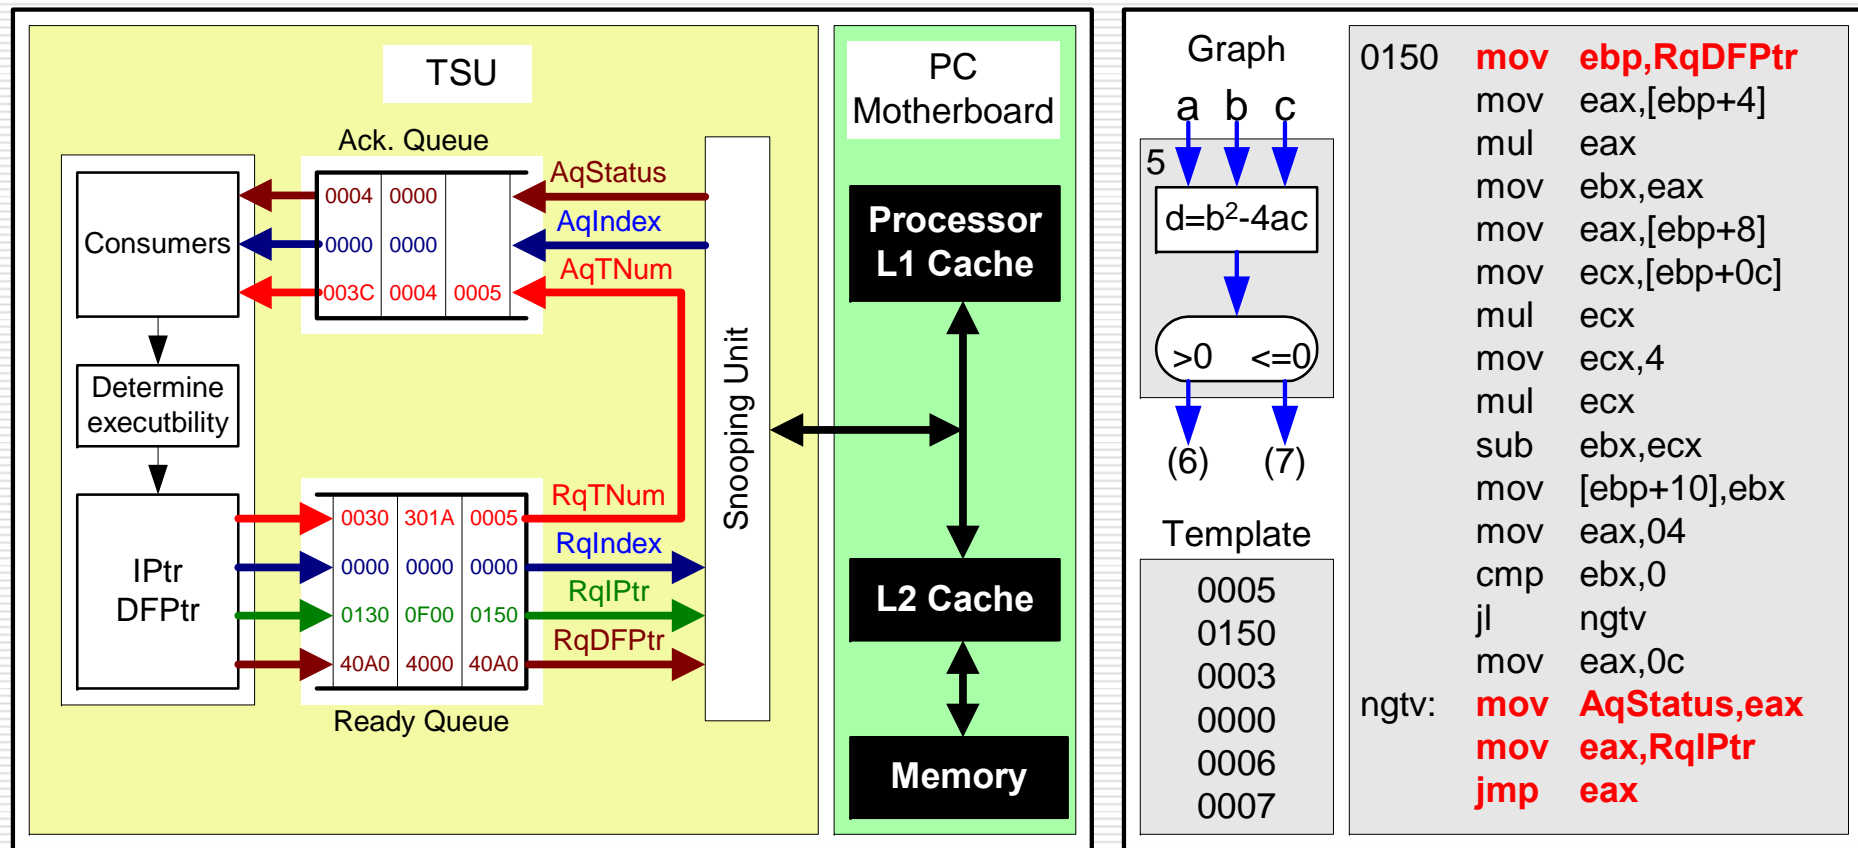 TSU
Ack. Queue
Consumers
0004 0000
0000 0000
003C 0004 0005
AqStatus
AqIndex
AqTNum
Determine
executbility
IPtr
DFPtr
0030 301A 0005
0000 0000 0000
0130 0F00 0150
40A0 4000 40A0
Ready Queue
RqTNum
RqIndex
RqIPtr
RqDFPtr
Snooping Unit
PC
Motherboard
Processor
L1 Cache
L2 Cache
Memory
Graph
a b c
5
d=b²-4ac
>0 <=0
(6) (7)
Template
0005
0150
0003
0000
0006
0007
0150 mov ebp,RqDFPtr
mov eax,[ebp+4]
mul eax
mov ebx,eax
mov eax,[ebp+8]
mov ecx,[ebp+0c]
mul ecx
mov ecx,4
mul ecx
sub ebx,ecx
mov [ebp+10],ebx
mov eax,04
cmp ebx,0
jl ngtv
mov eax,0c
ngtv: mov AqStatus,eax
mov eax,RqIPtr
jmp eax